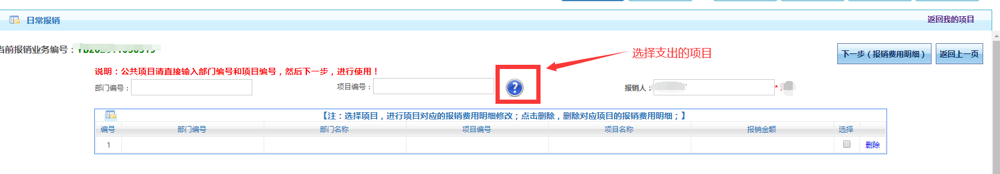 日常报销
返回我的项目
当前报销业务编号：
选择支出的项目
下一步（报销费用明细）
返回上一页
说明：公共项目请直接输入部门编号和项目编号，然后下一步，进行使用！
部门编号：
项目编号：
?
报销人：
*
【注：选择项目，进行项目对应的报销费用明细修改；点击删除，删除对应项目的报销费用明细；】
编号 部门编号 部门名称 项目编号 项目名称 报销金额 选择
1 删除